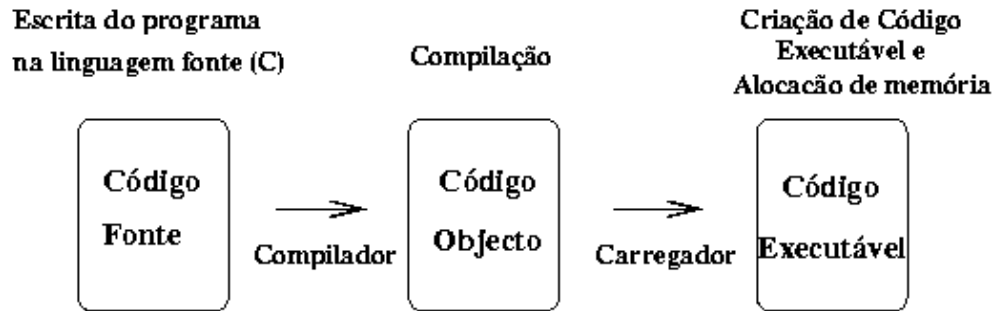 Escrita do programa
na linguagem fonte (C)
Compilação
Criação de Código
Executável e
Alocacão de memória
Código
Fonte
Compilador
Código
Objecto
Carregador
Código
Executável